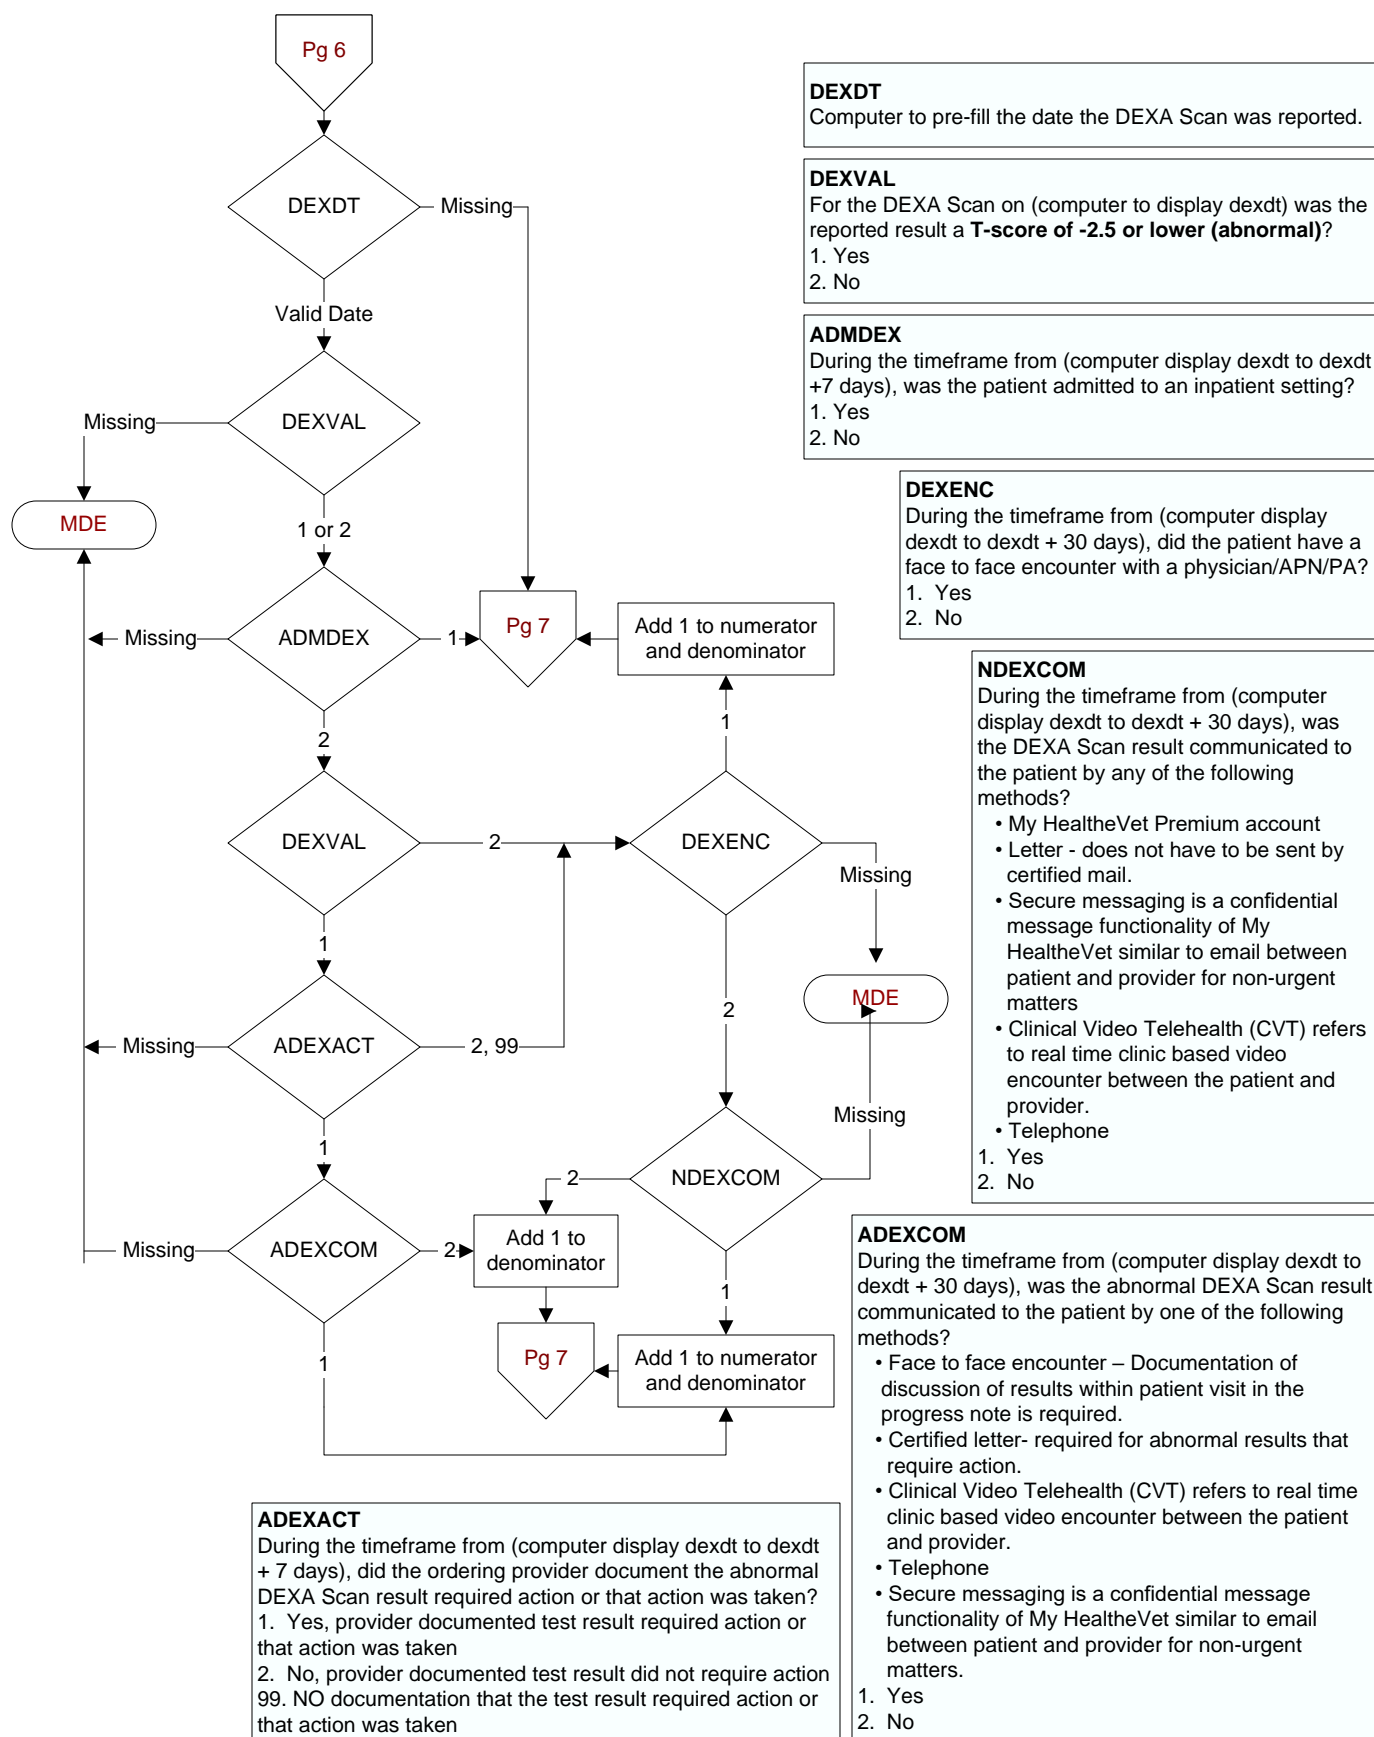 Pg 6
DEXDT
Missing
Valid Date
DEXVAL
Missing
MDE
1 or 2
ADMDEX
Missing
1
Pg 7
Add 1 to numerator
and denominator
1
2
DEXVAL
2
DEXENC
Missing
MDE
1
2
ADEXACT
Missing
2, 99
1
Missing
NDEXCOM
2
ADEXCOM
Missing
2
Add 1 to
denominator
1
1
Pg 7
Add 1 to numerator
and denominator
DEXDT
Computer to pre-fill the date the DEXA Scan was reported.
DEXVAL
For the DEXA Scan on (computer to display dexdt) was the
reported result a T-score of -2.5 or lower (abnormal)?
1. Yes
2. No
ADMDEX
During the timeframe from (computer display dexdt to dexdt
+7 days), was the patient admitted to an inpatient setting?
1. Yes
2. No
DEXENC
During the timeframe from (computer display
dexdt to dexdt + 30 days), did the patient have a
face to face encounter with a physician/APN/PA?
1. Yes
2. No
NDEXCOM
During the timeframe from (computer
display dexdt to dexdt + 30 days), was
the DEXA Scan result communicated to
the patient by any of the following
methods?
• My HealtheVet Premium account
• Letter - does not have to be sent by
certified mail.
• Secure messaging is a confidential
message functionality of My
HealtheVet similar to email between
patient and provider for non-urgent
matters
• Clinical Video Telehealth (CVT) refers
to real time clinic based video
encounter between the patient and
provider.
• Telephone
1. Yes
2. No
ADEXCOM
During the timeframe from (computer display dexdt to
dexdt + 30 days), was the abnormal DEXA Scan result
communicated to the patient by one of the following
methods?
• Face to face encounter – Documentation of
discussion of results within patient visit in the
progress note is required.
• Certified letter- required for abnormal results that
require action.
• Clinical Video Telehealth (CVT) refers to real time
clinic based video encounter between the patient
and provider.
• Telephone
• Secure messaging is a confidential message
functionality of My HealtheVet similar to email
between patient and provider for non-urgent
matters.
1. Yes
2. No
ADEXACT
During the timeframe from (computer display dexdt to dexdt
+ 7 days), did the ordering provider document the abnormal
DEXA Scan result required action or that action was taken?
1. Yes, provider documented test result required action or
that action was taken
2. No, provider documented test result did not require action
99. NO documentation that the test result required action or
that action was taken